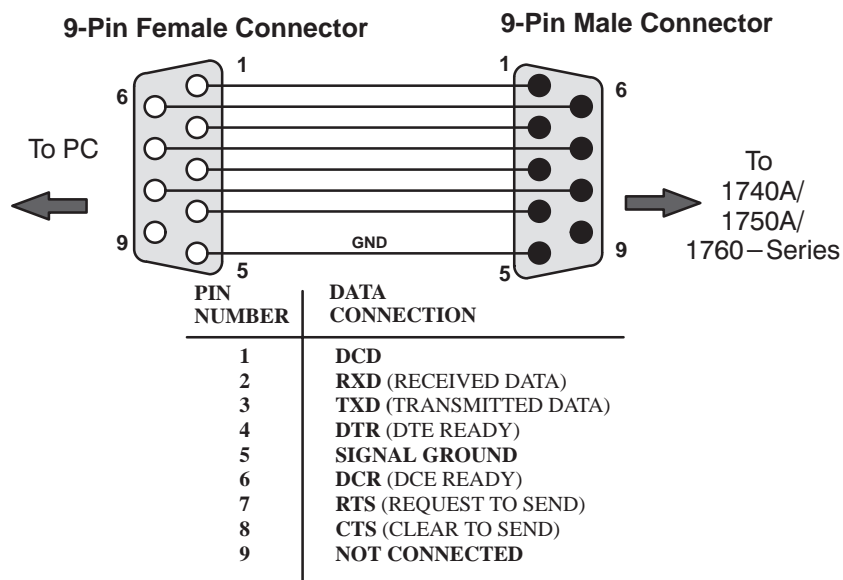 9-Pin Female Connector
9-Pin Male Connector
1
1
6
6
To PC
To
1740A/
1750A/
1760–Series
9
GND
9
5
5
PIN NUMBER
DATA CONNECTION
1 DCD
2 RXD (RECEIVED DATA)
3 TXD (TRANSMITTED DATA)
4 DTR (DTE READY)
5 SIGNAL GROUND
6 DCR (DCE READY)
7 RTS (REQUEST TO SEND)
8 CTS (CLEAR TO SEND)
9 NOT CONNECTED